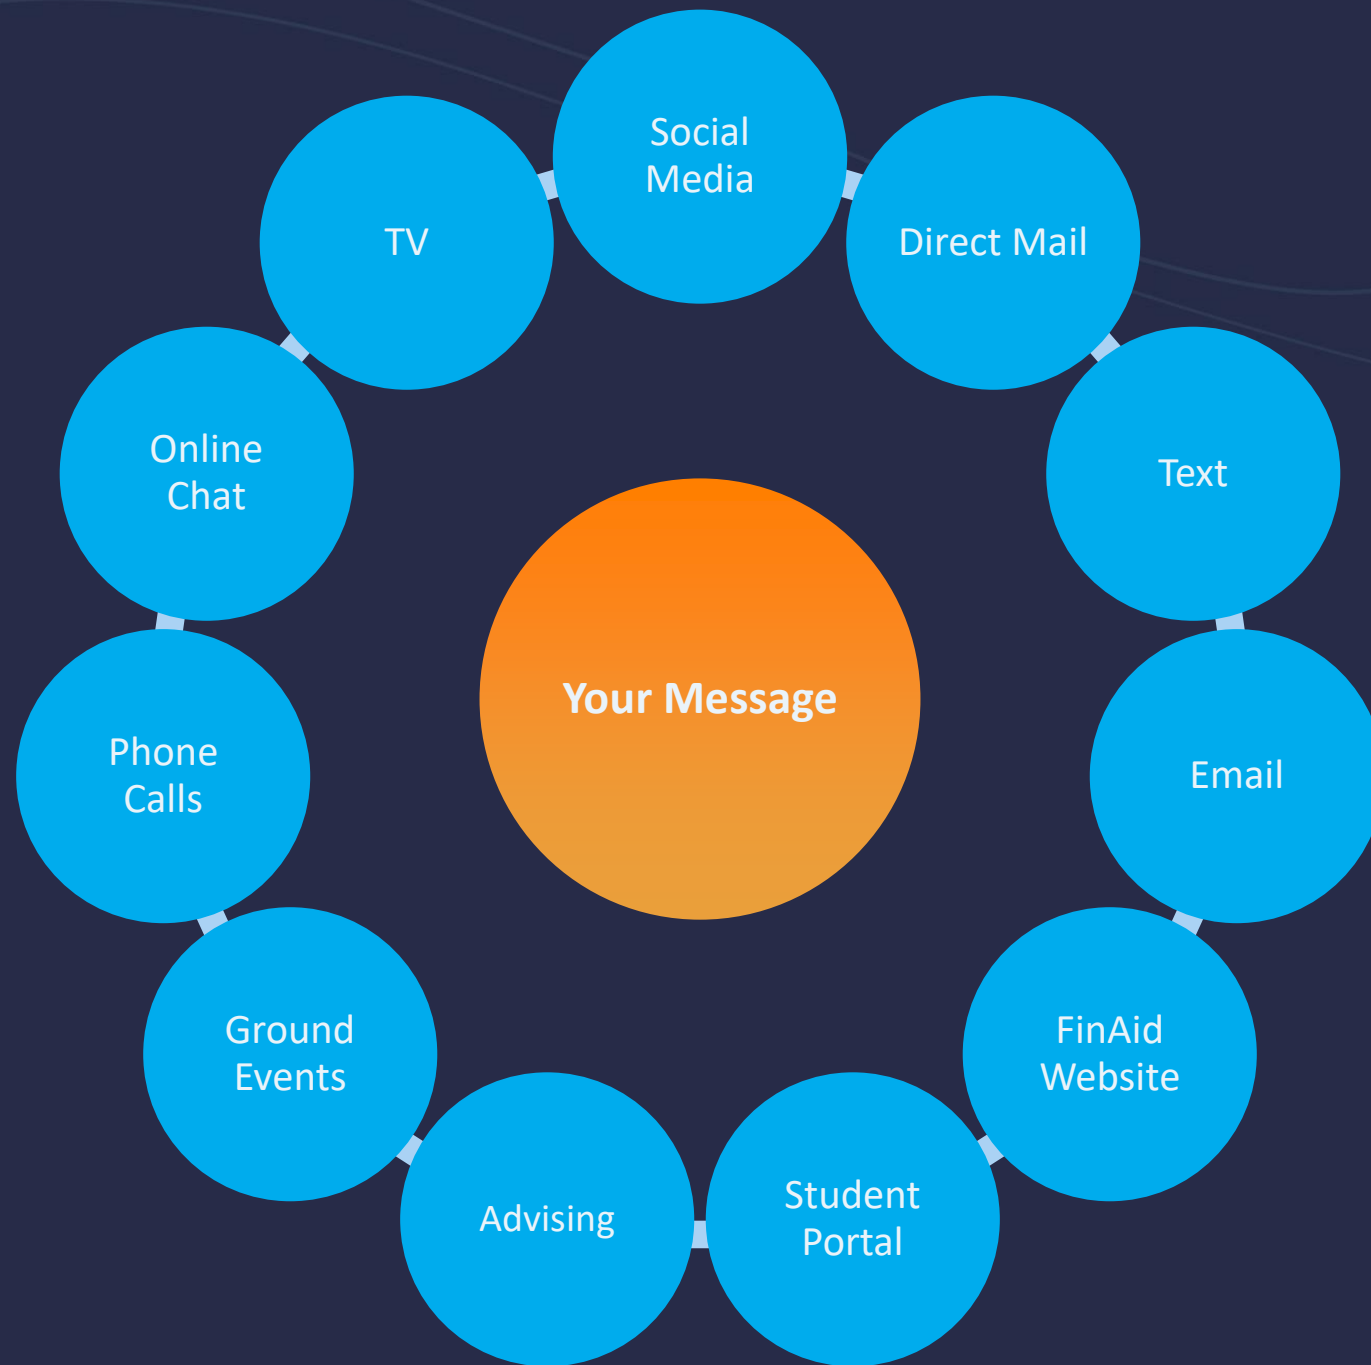 Social
Media
Direct Mail
Text
Email
FinAid
Website
Student
Portal
Advising
Ground
Events
Phone
Calls
Online
Chat
TV
Your Message